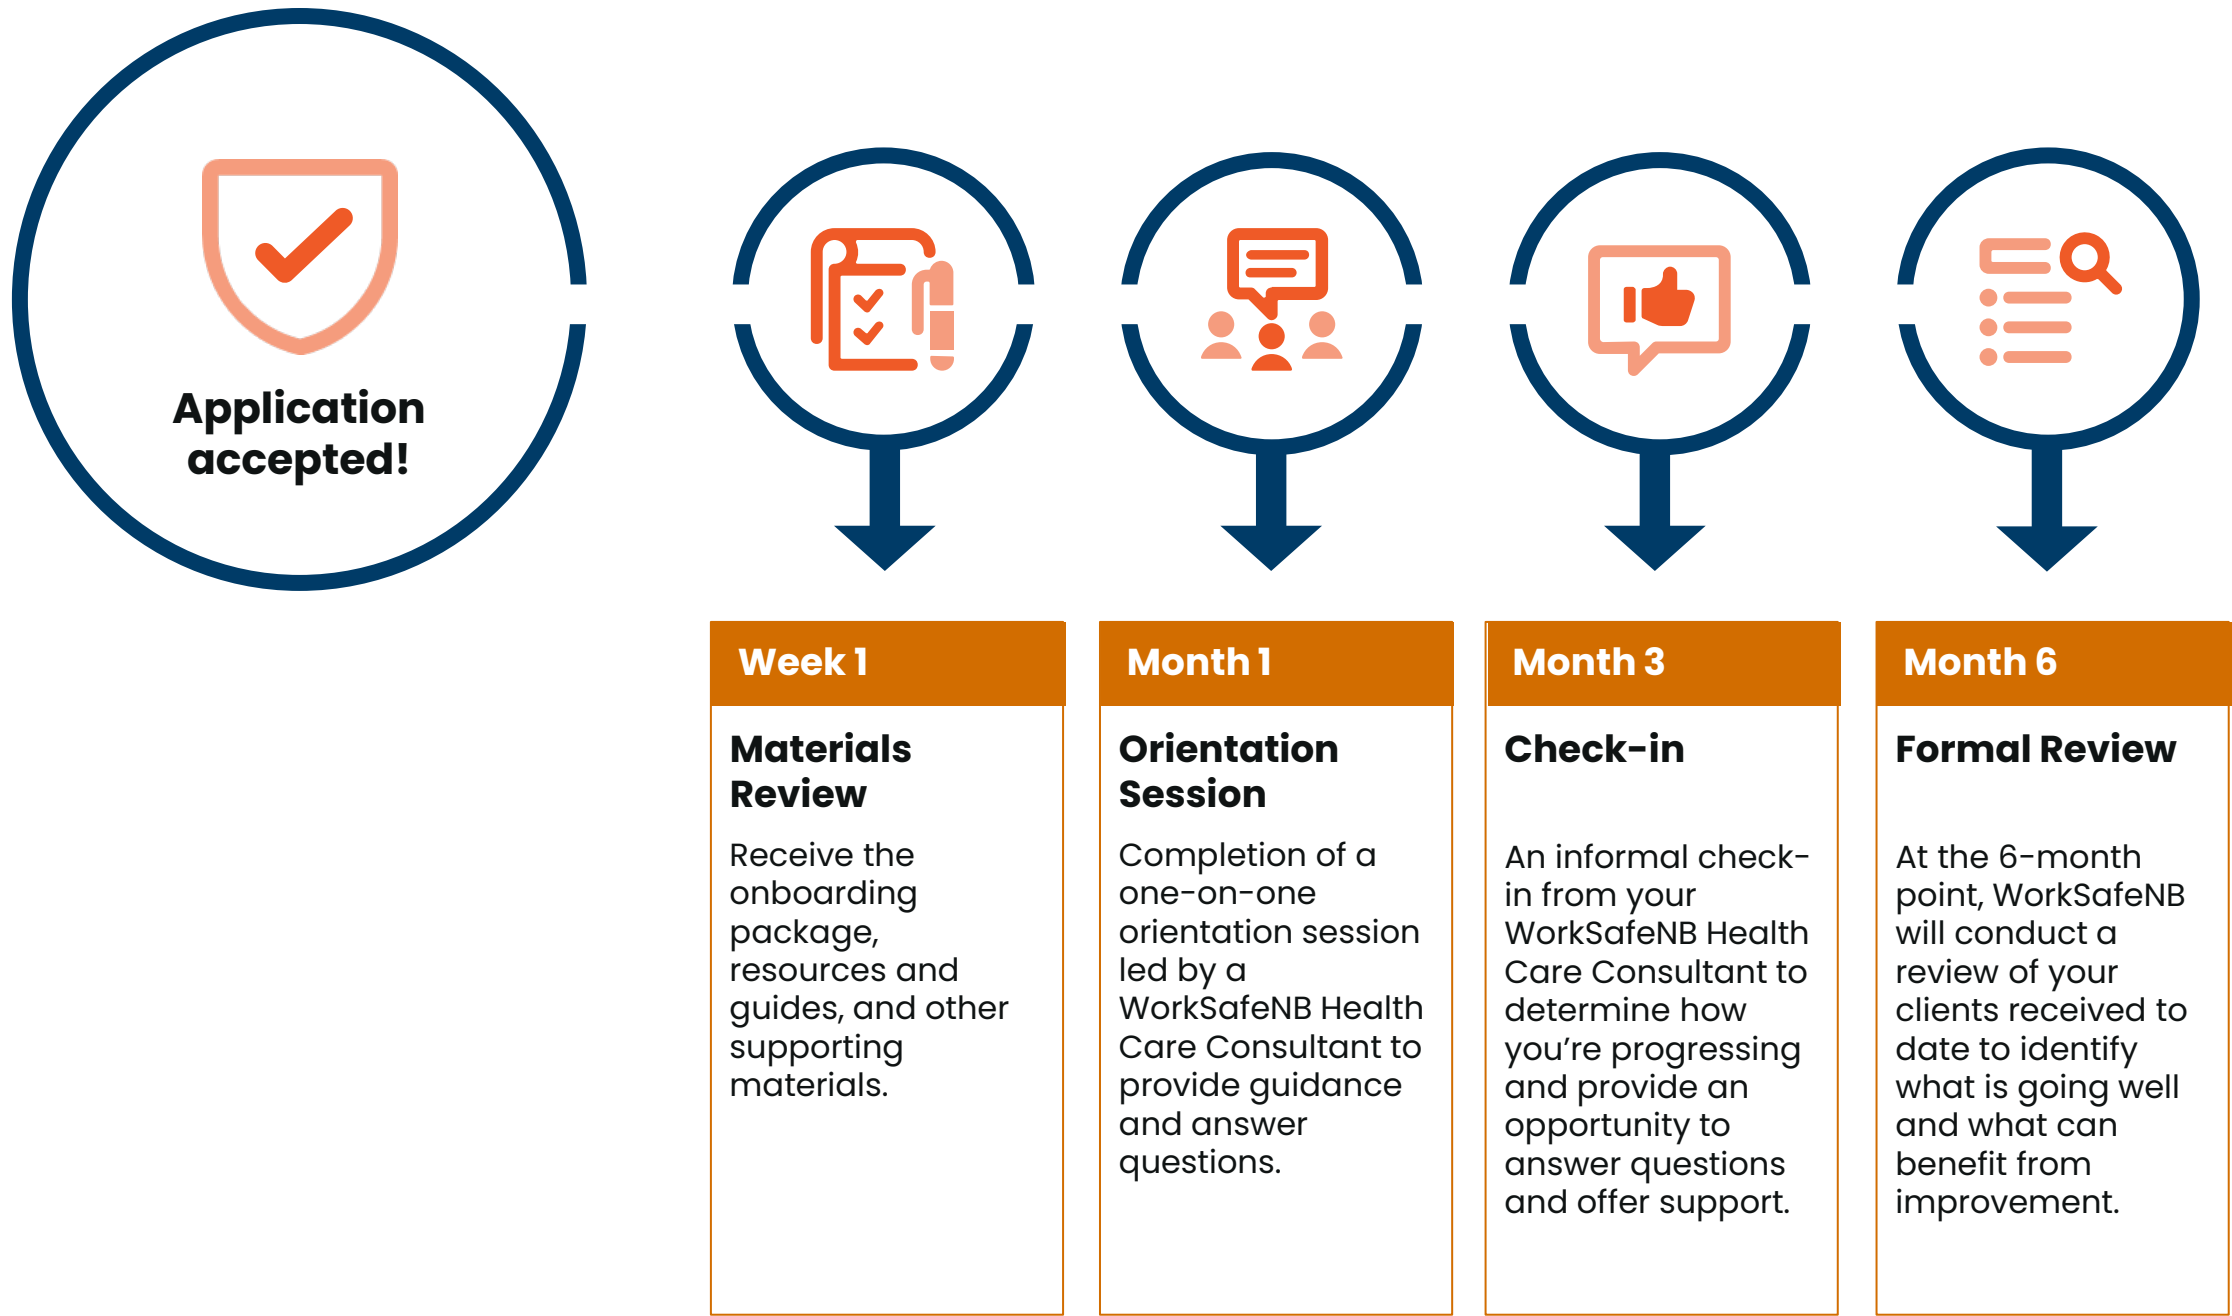 Application
accepted!
Week 1
Materials
Review
Receive the
onboarding
package,
resources and
guides, and other
supporting
materials.
Month 1
Orientation
Session
Completion of a
one-on-one
orientation session
led by a
WorkSafeNB Health
Care Consultant to
provide guidance
and answer
questions.
Month 3
Check-in
An informal check-
in from your
WorkSafeNB Health
Care Consultant to
determine how
you’re progressing
and provide an
opportunity to
answer questions
and offer support.
Month 6
Formal Review
At the 6-month
point, WorkSafeNB
will conduct a
review of your
clients received to
date to identify
what is going well
and what can
benefit from
improvement.